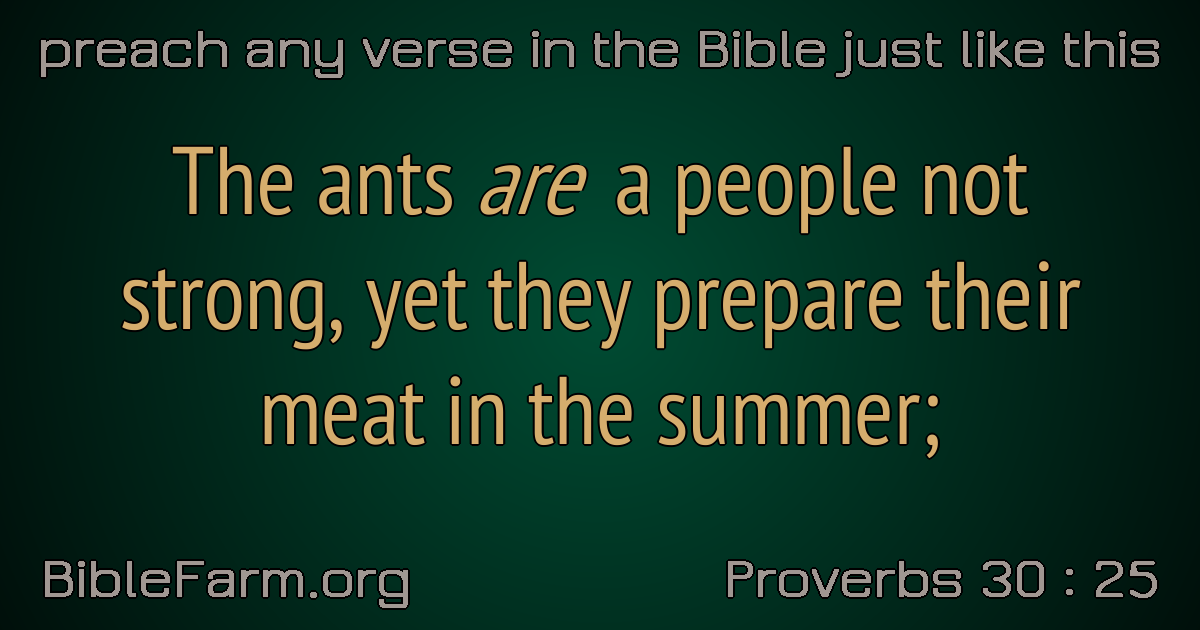 preach any verse in the Bible just like this
The ants are a people not
strong, yet they prepare their
meat in the summer;
BibleFarm.org
Proverbs 30 : 25